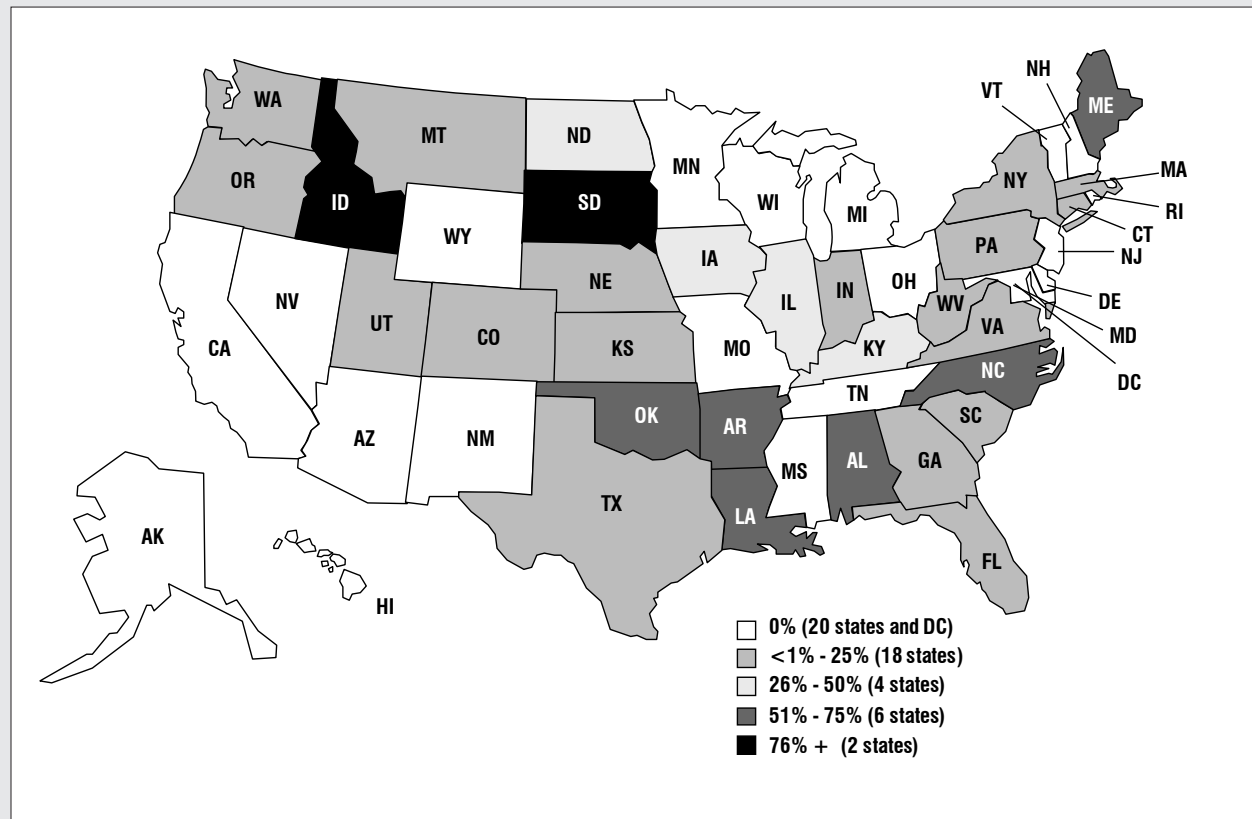 NH
VT
ME
WA
MT
ND
MN
OR
ID
SD
WI
MI
NY
MA
RI
CT
WY
IA
PA
NJ
NE
IL
IN
OH
DE
NV
UT
CO
KS
MO
KY
WV
VA
MD
CA
DC
OK
AR
TN
NC
AZ
NM
MS
AL
GA
SC
TX
LA
AK
FL
HI
0% (20 states and DC)
<1% - 25% (18 states)
26% - 50% (4 states)
51% - 75% (6 states)
76% + (2 states)